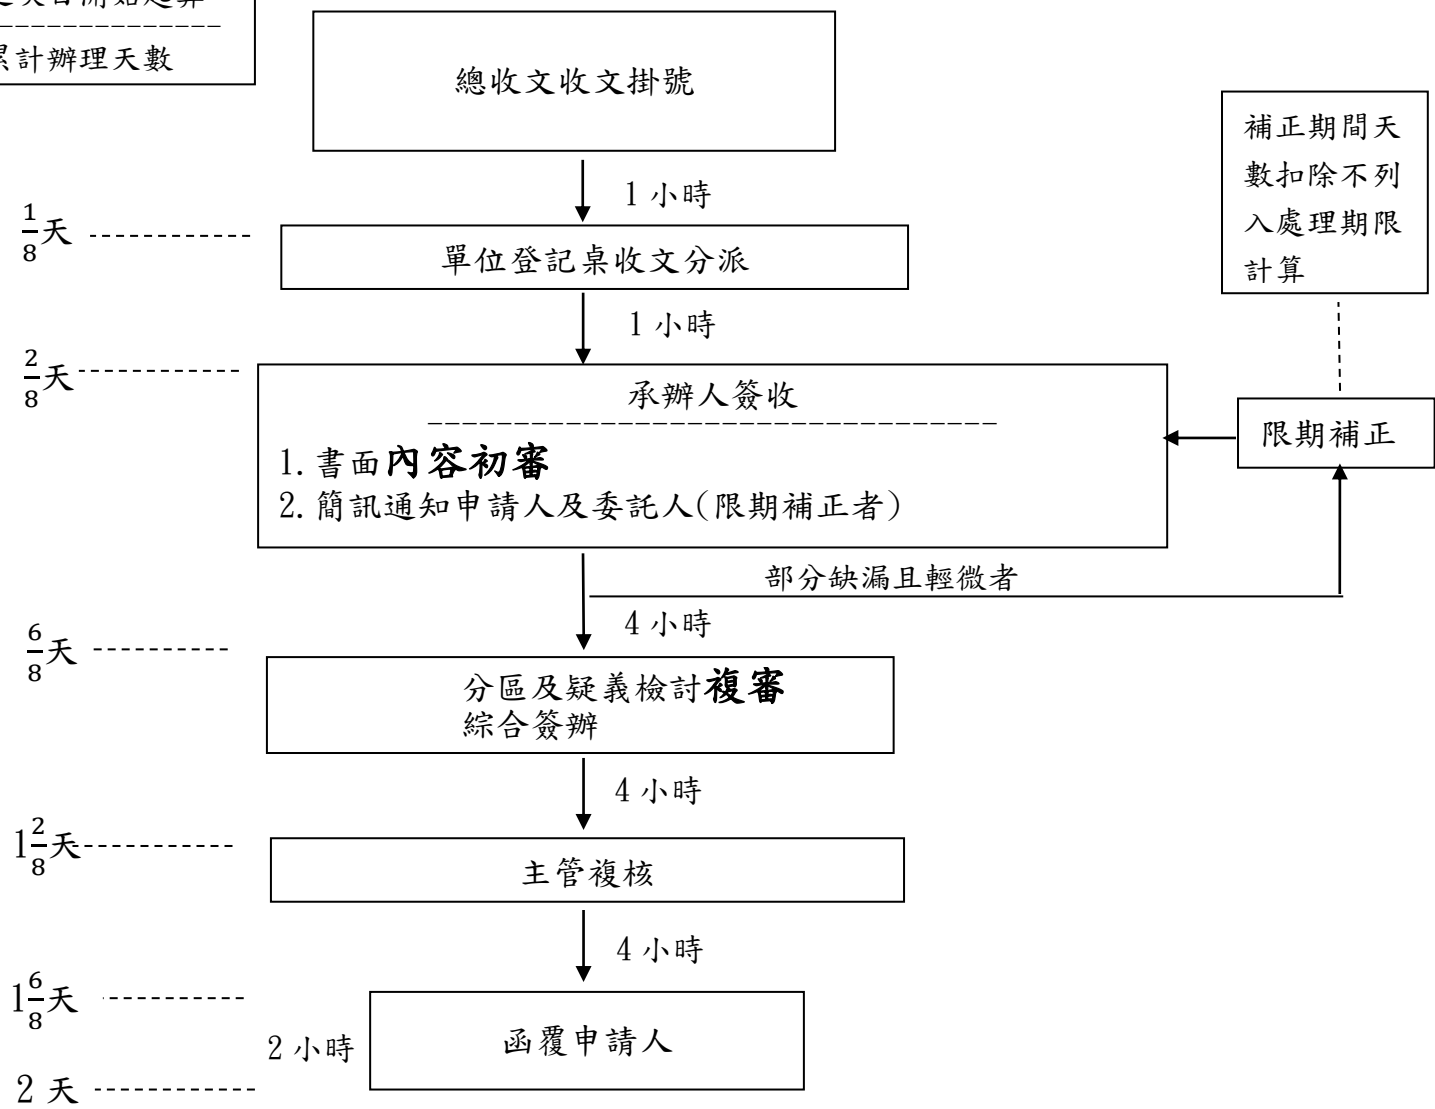 次日開始起算
累計辦理天數
總收文收文掛號
補正期間天
數扣除不列
入處理期限
計算
1小時
1/8天
單位登記桌收文分派
1小時
2/8天
承辦人簽收
限期補正
1.書面內容初審
2.簡訊通知申請人及委託人(限期補正者)
部分缺漏且輕微者
4小時
6/8天
分區及疑義檢討複審
綜合簽辦
4小時
1 2/8天
主管複核
4小時
1 6/8天
函覆申請人
2小時
2天